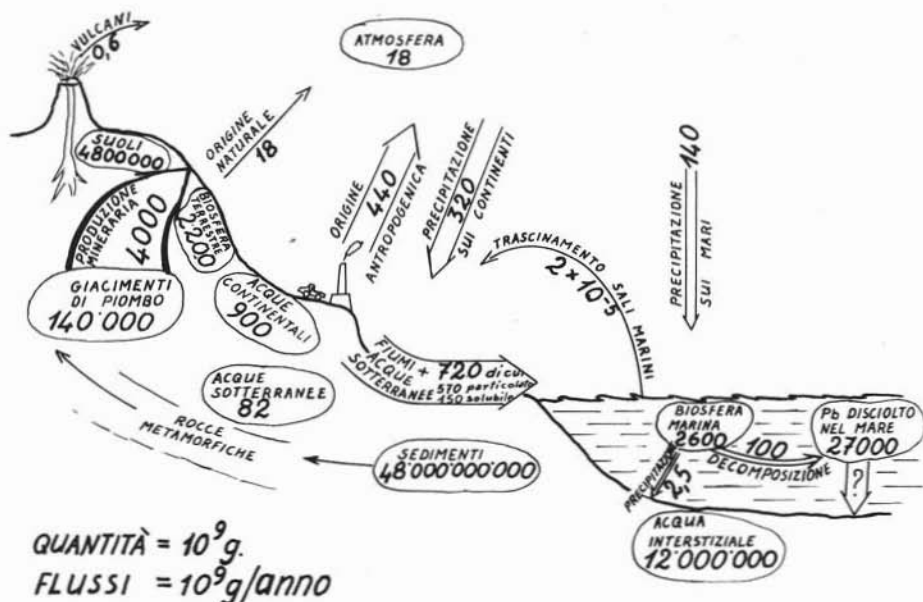 VULCANI
0,6
ATMOSFERA
18
SUOLI
4800000
ORIGINE
NATURALE
18
PRODUZIONE
MINERARIA
4000
BIOSFERA
TERRESTRE
2200
GIACIMENTI
DI PIOMBO
140'000
ACQUE
CONTINENTALI
900
ORIGINE
440
ANTROPOGENICA
PRECIPITAZIONE
320
SUI CONTINENTI
TRASCINAMENTO SALI MARINI
2 × 10-5
PRECIPITAZIONE 140
SUI MARI
FIUMI +
ACQUE
SOTTERRANEE
720 di cui
570 particolato
150 solubile
ACQUE
SOTTERRANEE
82
ROCCE
METAMORFICHE
SEDIMENTI
48'000'000'000
BIOSFERA
MARINA
2600
100
DECOMPOSIZIONE
Pb DISCIOLTO
NEL MARE
27000
?
PRECIPITAZIONE
2,5
ACQUA
INTERSTIZIALE
12'000'000
QUANTITÀ = 10⁹g.
FLUSSI = 10⁹g/anno